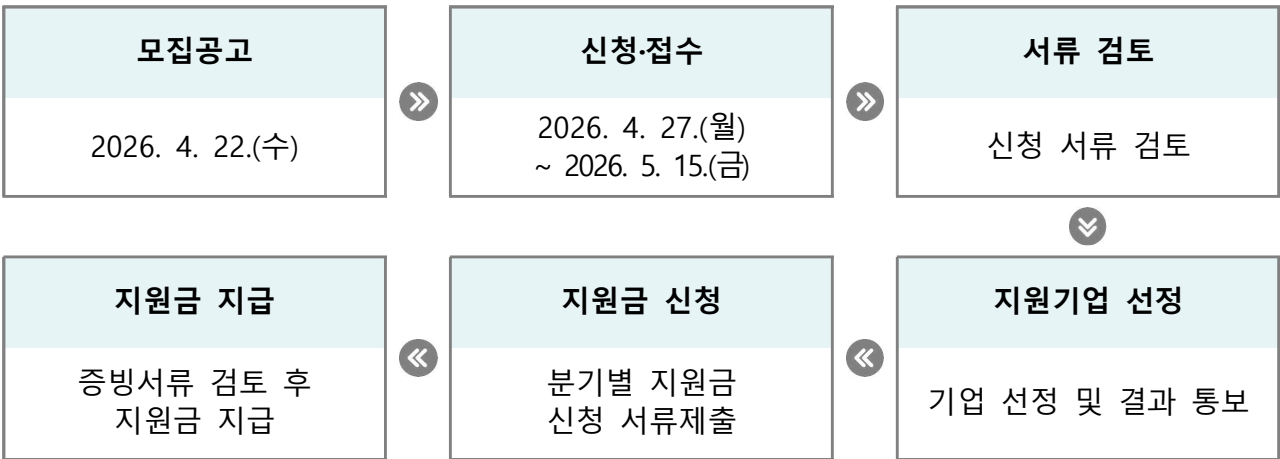 모집공고
2026. 4. 22.(수)
신청·접수
2026. 4. 27.(월)
~ 2026. 5. 15.(금)
서류 검토
신청 서류 검토
지원기업 선정
기업 선정 및 결과 통보
지원금 신청
분기별 지원금
신청 서류제출
지원금 지급
증빙서류 검토 후
지원금 지급